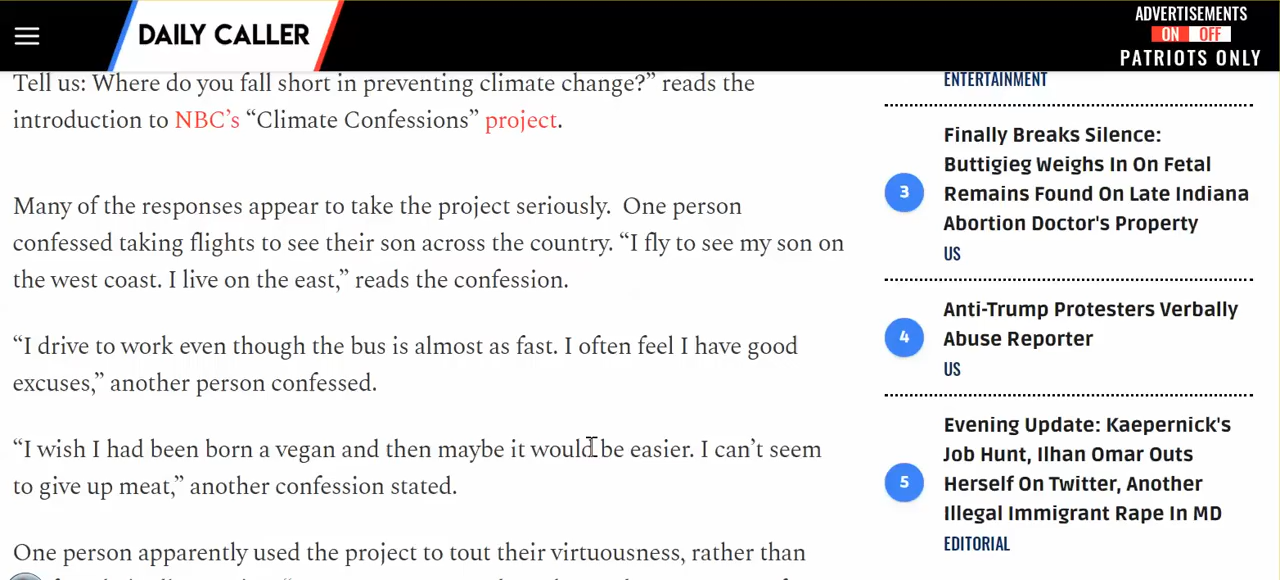 DAILY CALLER
ADVERTISEMENTS
ON OFF
PATRIOTS ONLY
Tell us: Where do you fall short in preventing climate change?” reads the
introduction to NBC’s “Climate Confessions” project.
Many of the responses appear to take the project seriously. One person
confessed taking flights to see their son across the country. “I fly to see my son on
the west coast. I live on the east,” reads the confession.
“I drive to work even though the bus is almost as fast. I often feel I have good
excuses,” another person confessed.
“I wish I had been born a vegan and then maybe it would be easier. I can’t seem
to give up meat,” another confession stated.
One person apparently used the project to tout their virtuousness, rather than
ENTERTAINMENT
3
Finally Breaks Silence:
Buttigieg Weighs In On Fetal
Remains Found On Late Indiana
Abortion Doctor's Property
US
4
Anti-Trump Protesters Verbally
Abuse Reporter
US
5
Evening Update: Kaepernick's
Job Hunt, Ilhan Omar Outs
Herself On Twitter, Another
Illegal Immigrant Rape In MD
EDITORIAL